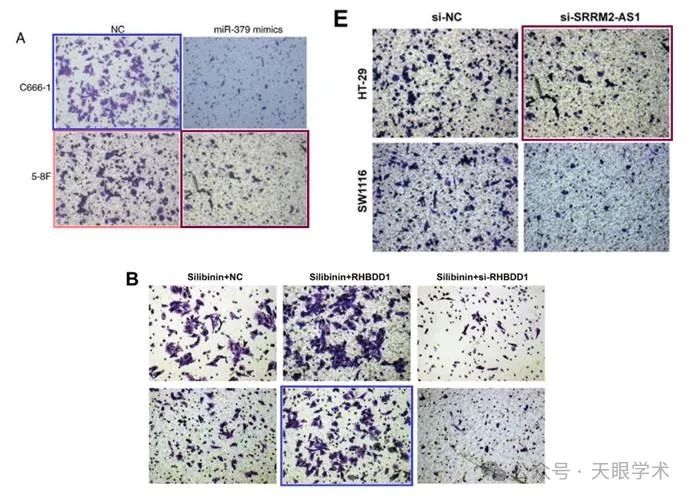 A
NC
miR-379 mimics
C666-1
5-8F
E
si-NC
si-SRRM2-AS1
HT-29
SW1116
B
Silibinin+NC
Silibinin+RHBDD1
Silibinin+si-RHBDD1
众号 · 天眼学术